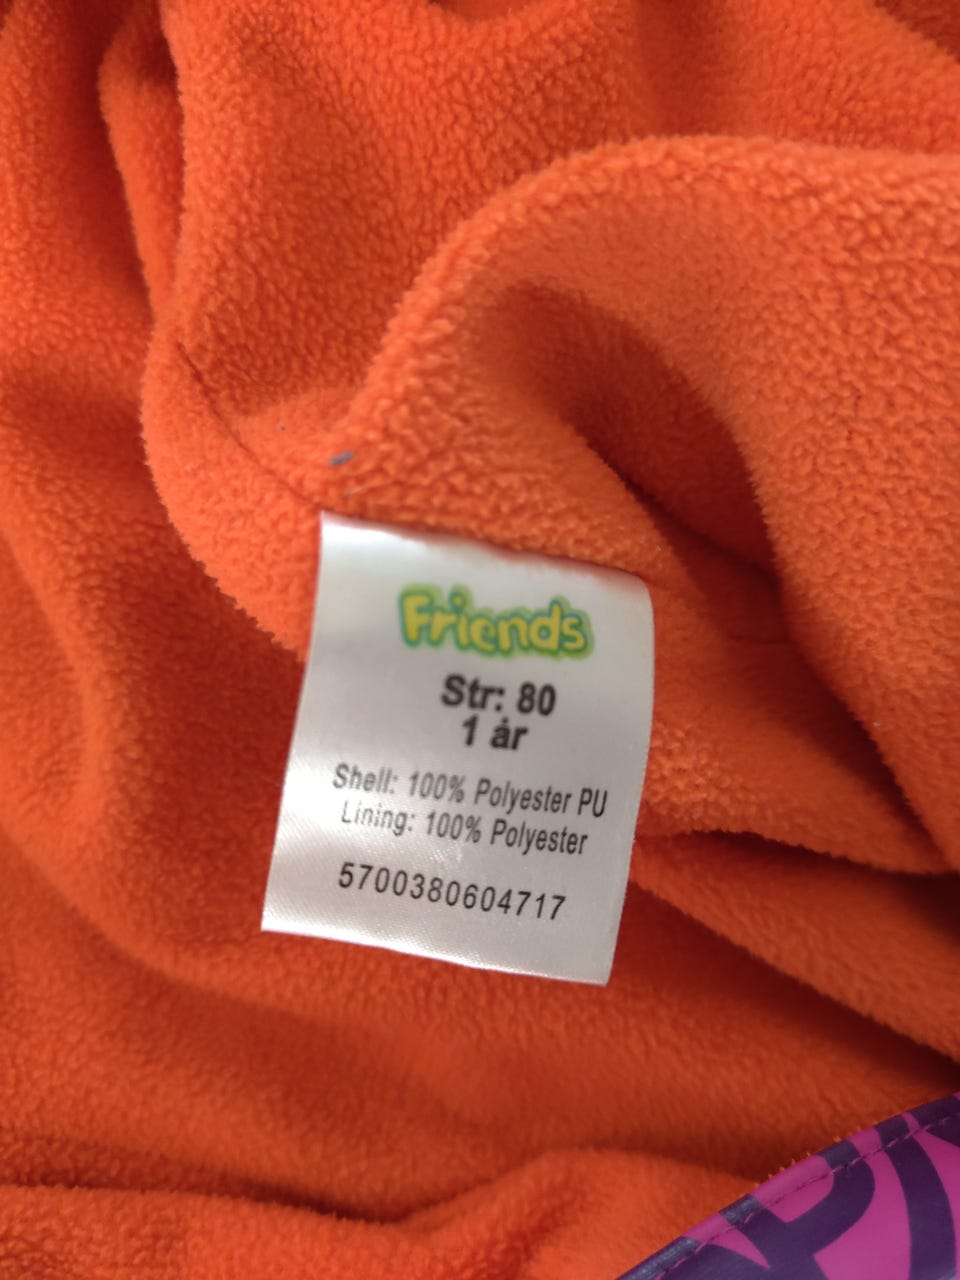 Friends
Str: 80
1 år
Shell: 100% Polyester PU
Lining: 100% Polyester
5700380604717